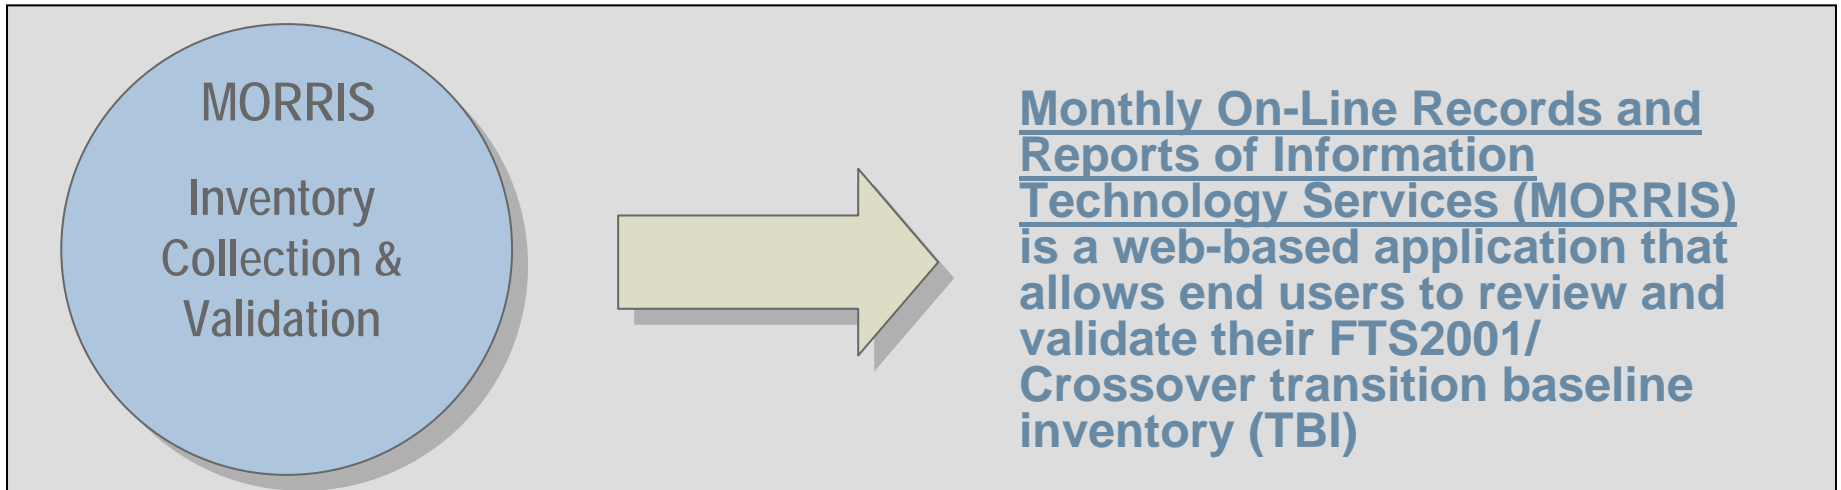 MORRIS
Inventory
Collection &
Validation
Monthly On-Line Records and
Reports of Information
Technology Services (MORRIS)
is a web-based application that
allows end users to review and
validate their FTS2001/
Crossover transition baseline
inventory (TBI)